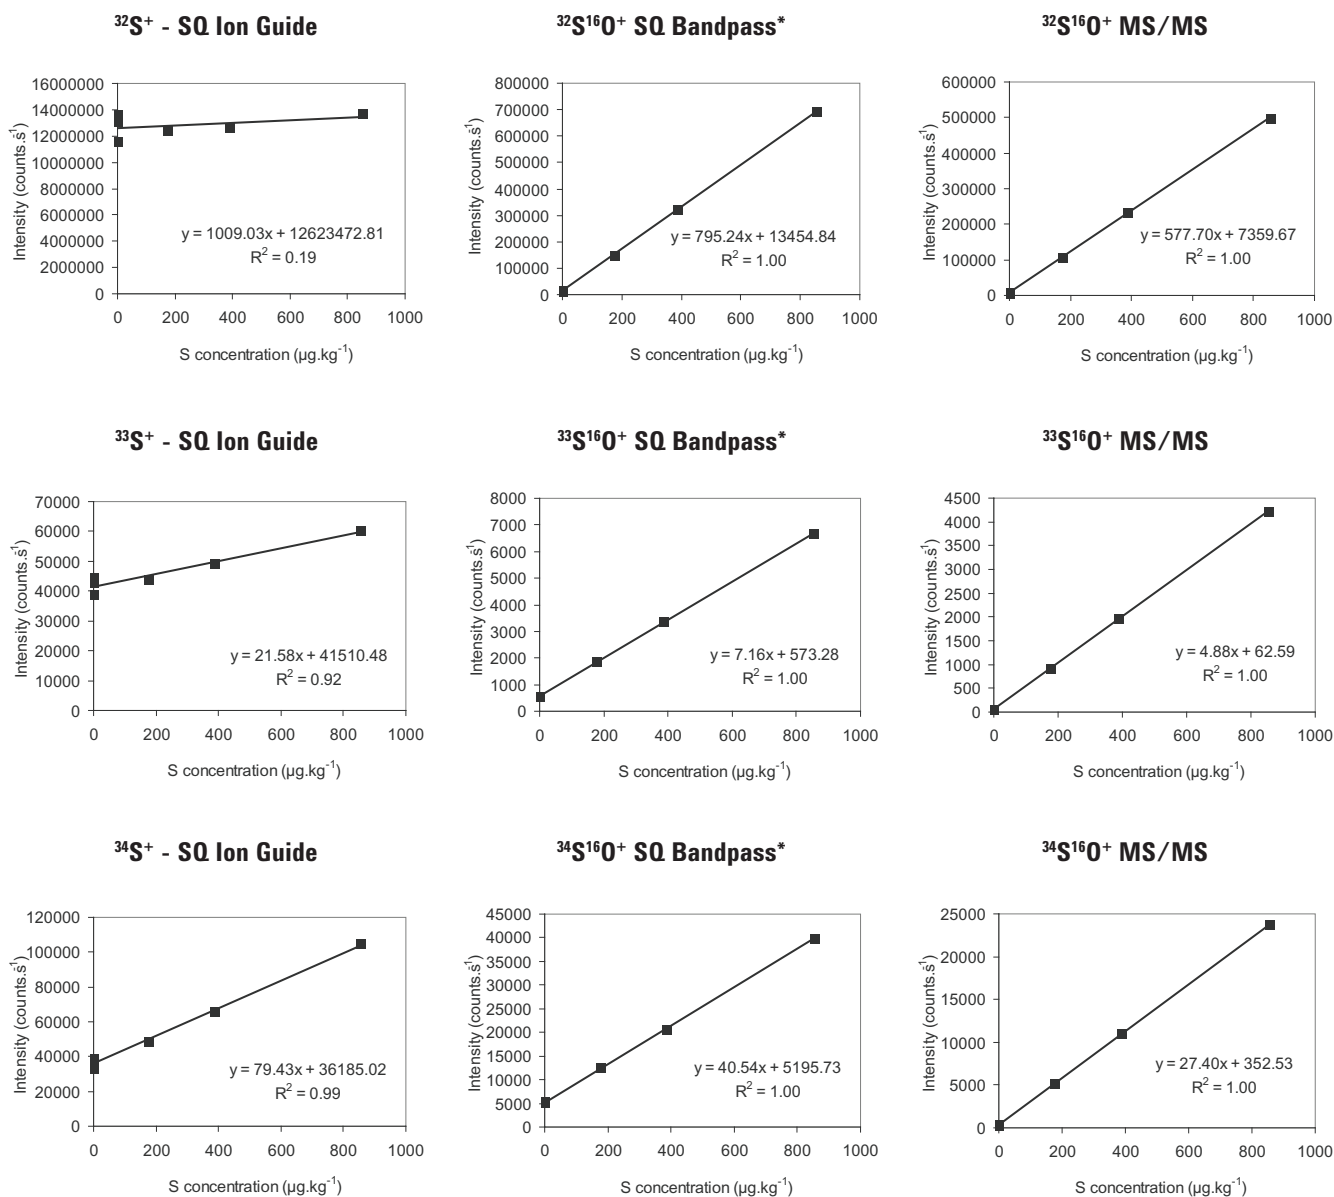 ³²S⁺ - SQ Ion Guide
16000000
14000000
12000000
10000000
8000000
6000000
4000000
2000000
0
Intensity (counts.s⁻¹)
y = 1009.03x + 12623472.81
R² = 0.19
0 200 400 600 800 1000
S concentration (µg.kg⁻¹)
³²S¹⁶O⁺ SQ Bandpass*
800000
700000
600000
500000
400000
300000
200000
100000
0
Intensity (counts.s⁻¹)
y = 795.24x + 13454.84
R² = 1.00
0 200 400 600 800 1000
S concentration (µg.kg⁻¹)
³²S¹⁶O⁺ MS/MS
600000
500000
400000
300000
200000
100000
0
Intensity (counts.s⁻¹)
y = 577.70x + 7359.67
R² = 1.00
0 200 400 600 800 1000
S concentration (µg.kg⁻¹)
³³S⁺ - SQ Ion Guide
70000
60000
50000
40000
30000
20000
10000
0
Intensity (counts.s⁻¹)
y = 21.58x + 41510.48
R² = 0.92
0 200 400 600 800 1000
S concentration (µg.kg⁻¹)
³³S¹⁶O⁺ SQ Bandpass*
8000
7000
6000
5000
4000
3000
2000
1000
0
Intensity (counts.s⁻¹)
y = 7.16x + 573.28
R² = 1.00
0 200 400 600 800 1000
S concentration (µg.kg⁻¹)
³³S¹⁶O⁺ MS/MS
4500
4000
3500
3000
2500
2000
1500
1000
500
0
Intensity (counts.s⁻¹)
y = 4.88x + 62.59
R² = 1.00
0 200 400 600 800 1000
S concentration (µg.kg⁻¹)
³⁴S⁺ - SQ Ion Guide
120000
100000
80000
60000
40000
20000
0
Intensity (counts.s⁻¹)
y = 79.43x + 36185.02
R² = 0.99
0 200 400 600 800 1000
S concentration (µg.kg⁻¹)
³⁴S¹⁶O⁺ SQ Bandpass*
45000
40000
35000
30000
25000
20000
15000
10000
5000
0
Intensity (counts.s⁻¹)
y = 40.54x + 5195.73
R² = 1.00
0 200 400 600 800 1000
S concentration (µg.kg⁻¹)
³⁴S¹⁶O⁺ MS/MS
25000
20000
15000
10000
5000
0
Intensity (counts.s⁻¹)
y = 27.40x + 352.53
R² = 1.00
0 200 400 600 800 1000
S concentration (µg.kg⁻¹)